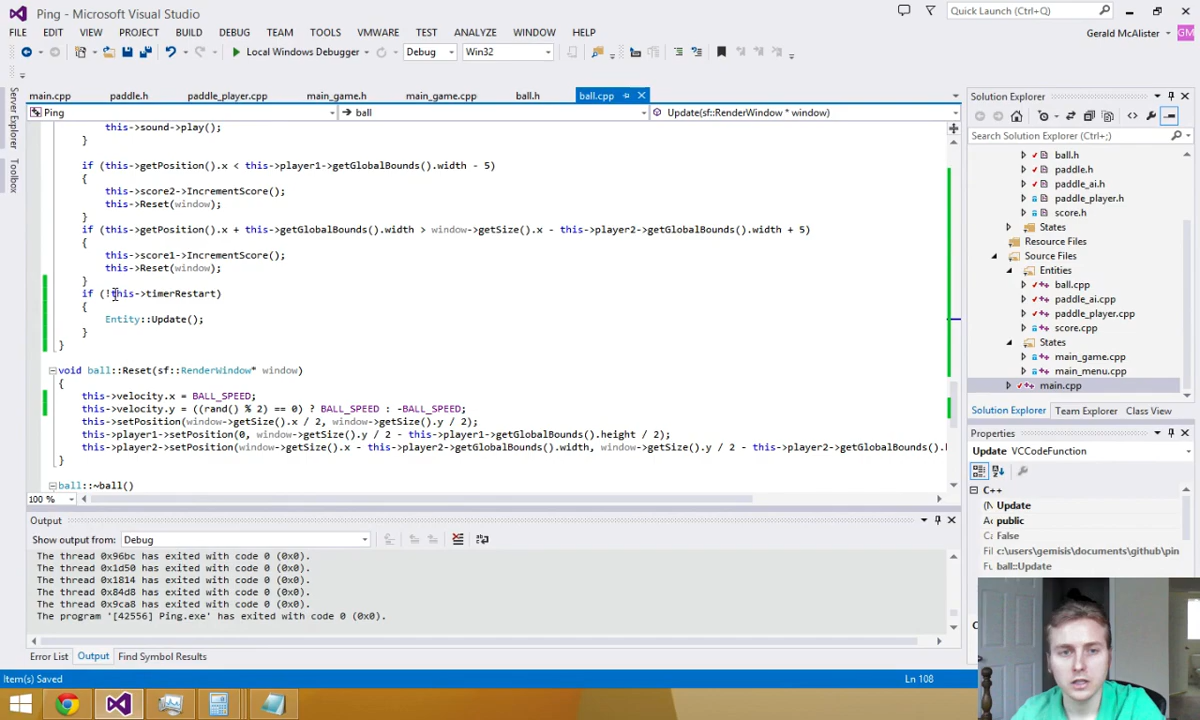 Ping - Microsoft Visual Studio
Quick Launch (Ctrl+;)
FILE EDIT VIEW PROJECT BUILD DEBUG TEAM TOOLS VMWARE TEST ANALYZE WINDOW HELP
Gerald McAlister GM
Local Windows Debugger Debug Win32
main.cpp paddle.h paddle_player.cpp main_game.h main_game.cpp ball.h ball.cpp
Ping ball Update(sf::RenderWindow * window)
Server Explorer
Toolbox
this->sound->play();
}
if (this->getPosition().x < this->player1->getGlobalBounds().width - 5)
{
this->score2->IncrementScore();
this->Reset(window);
}
if (this->getPosition().x + this->getGlobalBounds().width > window->getSize().x - this->player2->getGlobalBounds().width + 5)
{
this->score1->IncrementScore();
this->Reset(window);
}
if (!this->timerRestart)
{
Entity::Update();
}
}
void ball::Reset(sf::RenderWindow* window)
{
this->velocity.x = BALL_SPEED;
this->velocity.y = ((rand() % 2) == 0) ? BALL_SPEED : -BALL_SPEED;
this->setPosition(window->getSize().x / 2, window->getSize().y / 2);
this->player1->setPosition(0, window->getSize().y / 2 - this->player1->getGlobalBounds().height / 2);
this->player2->setPosition(window->getSize().x - this->player2->getGlobalBounds().width, window->getSize().y / 2 - this->player2->getGlobalBounds().
}
ball::~ball()
100 %
Output
Show output from: Debug
The thread 0x96bc has exited with code 0 (0x0).
The thread 0x1d50 has exited with code 0 (0x0).
The thread 0x1814 has exited with code 0 (0x0).
The thread 0x84d8 has exited with code 0 (0x0).
The thread 0x9ca8 has exited with code 0 (0x0).
The program '[42556] Ping.exe' has exited with code 0 (0x0).
Error List Output Find Symbol Results
Item(s) Saved
Ln 108
Solution Explorer
Search Solution Explorer (Ctrl+;)
ball.h
paddle.h
paddle_ai.h
paddle_player.h
score.h
States
Resource Files
Source Files
Entities
ball.cpp
paddle_ai.cpp
paddle_player.cpp
score.cpp
States
main_game.cpp
main_menu.cpp
main.cpp
Solution Explorer Team Explorer Class View
Properties
Update VCCodeFunction
C++
(N Update
Ac public
Ca False
Fil c:\users\gemisis\documents\github\pin
Fu ball::Update